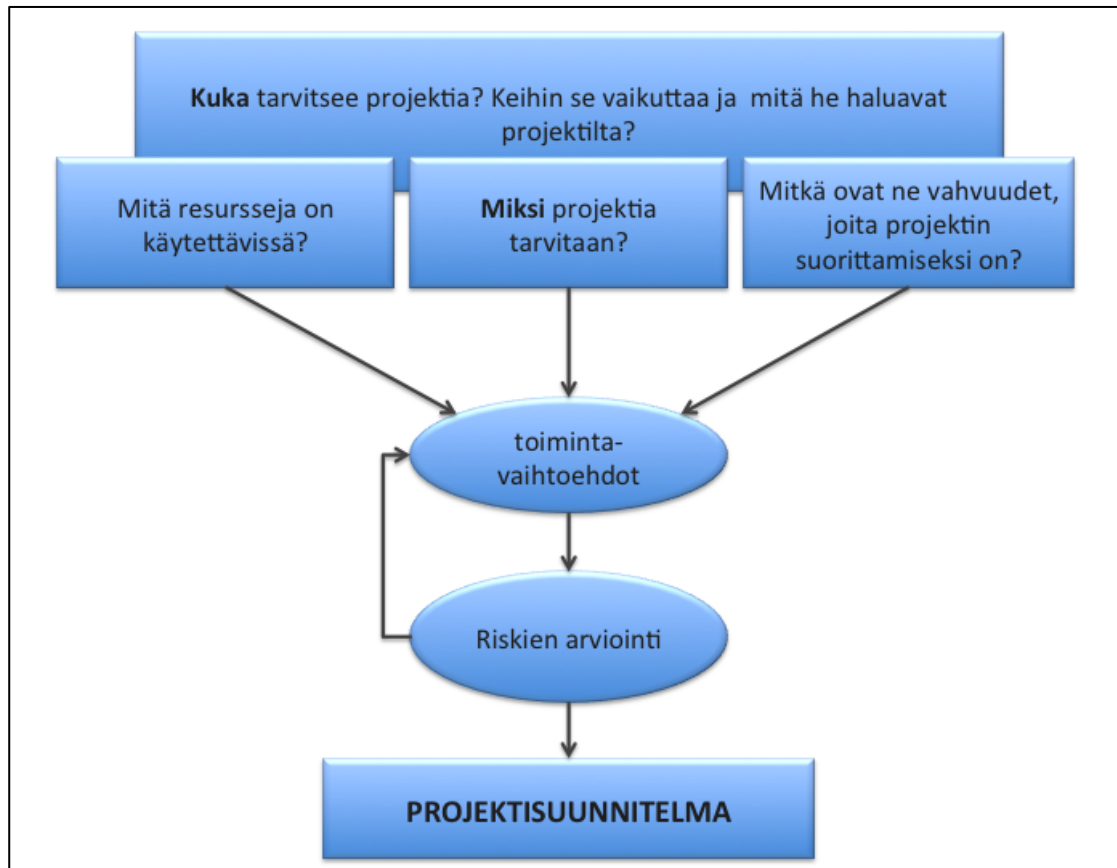 Kuka tarvitsee projektia? Keihin se vaikuttaa ja mitä he haluavat
projektilta?
Mitä resursseja on
käytettävissä?
Miksi projektia
tarvitaan?
Mitkä ovat ne vahvuudet,
joita projektin
suorittamiseksi on?
toiminta-
vaihtoehdot
Riskien arviointi
PROJEKTISUUNNITELMA